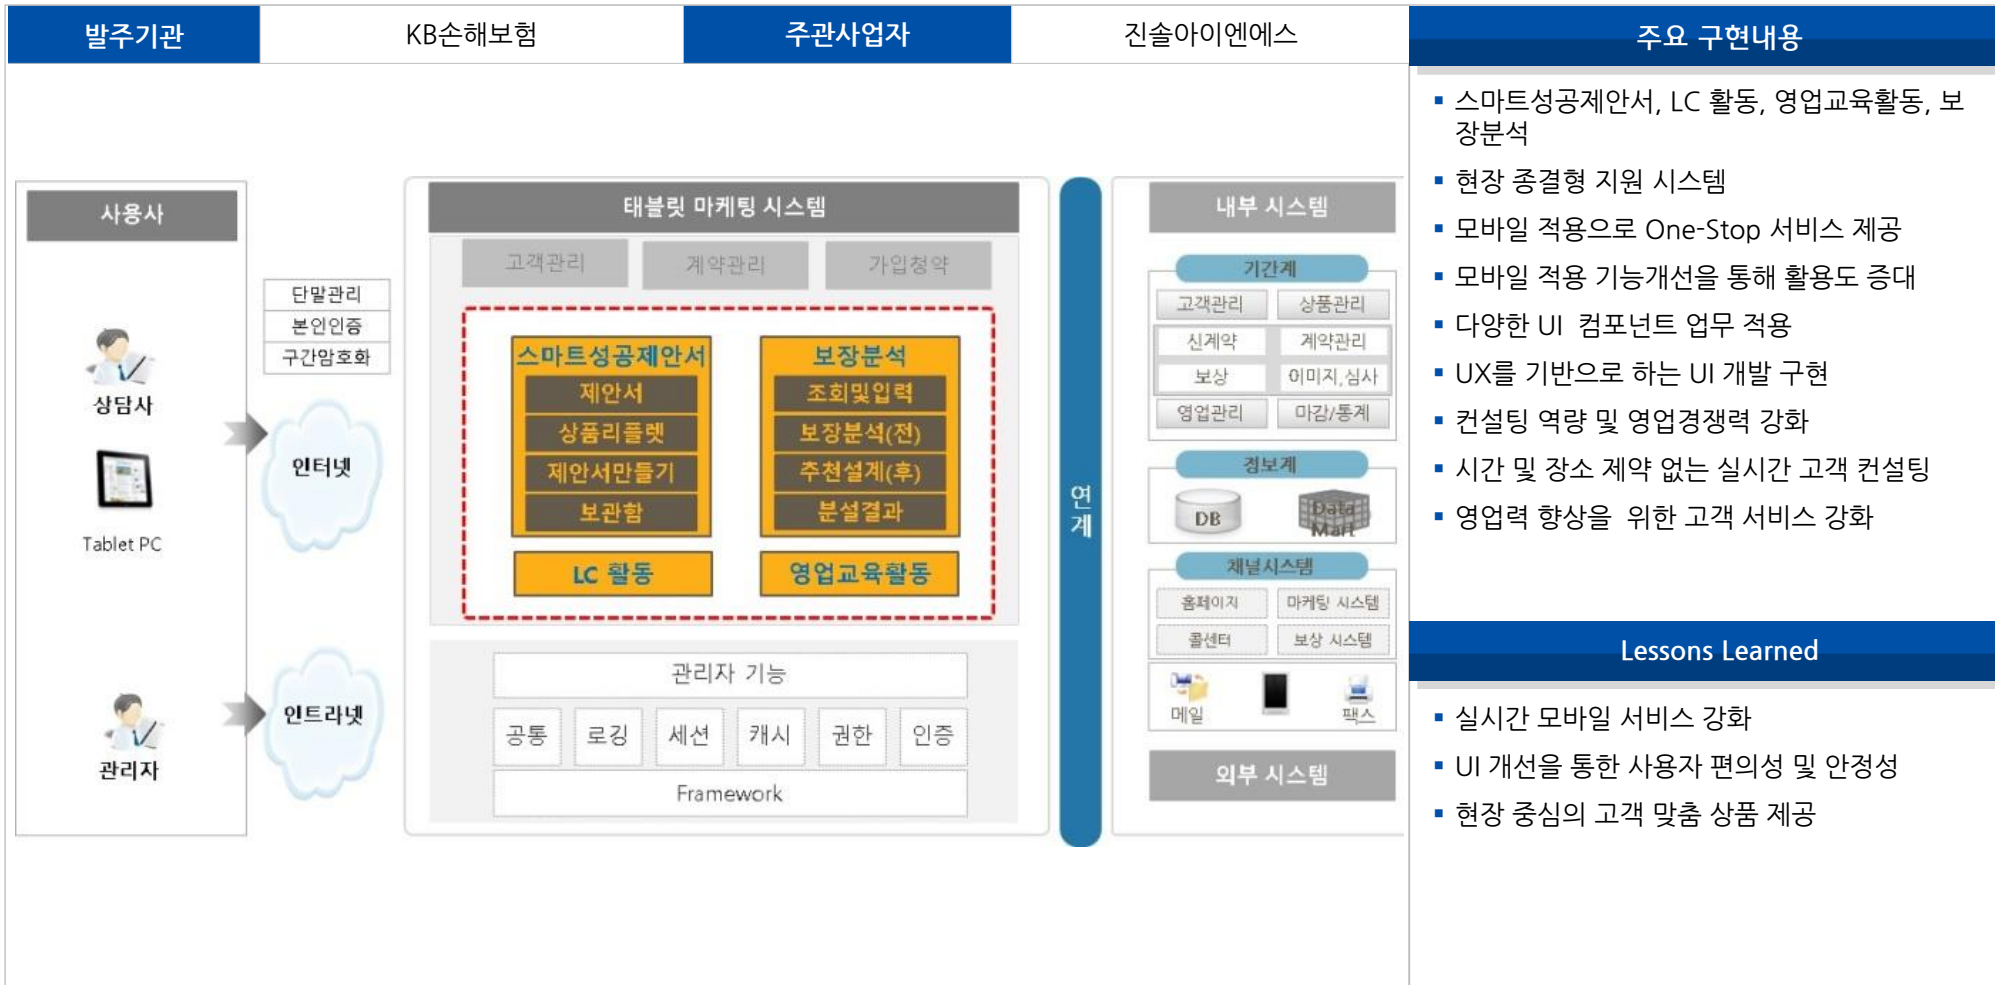 발주기관
KB손해보험
주관사업자
진솔아이엔에스
주요 구현내용
사용사
상담사
Tablet PC
관리자
단말관리
본인인증
구간암호화
인터넷
인트라넷
태블릿 마케팅 시스템
고객관리
계약관리
가입청약
스마트성공제안서
제안서
상품리플렛
제안서만들기
보관함
보장분석
조회및입력
보장분석(전)
추천설계(후)
분설결과
LC 활동
영업교육활동
관리자 기능
공통
로깅
세션
캐시
권한
인증
Framework
연
계
내부 시스템
기간계
고객관리
상품관리
신계약
계약관리
보상
이미지,심사
영업관리
마감/통계
정보계
DB
Data
Mart
채널시스템
홈페이지
마케팅 시스템
콜센터
보상 시스템
메일
팩스
외부 시스템
▪ 스마트성공제안서, LC 활동, 영업교육활동, 보
장분석
▪ 현장 종결형 지원 시스템
▪ 모바일 적용으로 One-Stop 서비스 제공
▪ 모바일 적용 기능개선을 통해 활용도 증대
▪ 다양한 UI 컴포넌트 업무 적용
▪ UX를 기반으로 하는 UI 개발 구현
▪ 컨설팅 역량 및 영업경쟁력 강화
▪ 시간 및 장소 제약 없는 실시간 고객 컨설팅
▪ 영업력 향상을 위한 고객 서비스 강화
Lessons Learned
▪ 실시간 모바일 서비스 강화
▪ UI 개선을 통한 사용자 편의성 및 안정성
▪ 현장 중심의 고객 맞춤 상품 제공